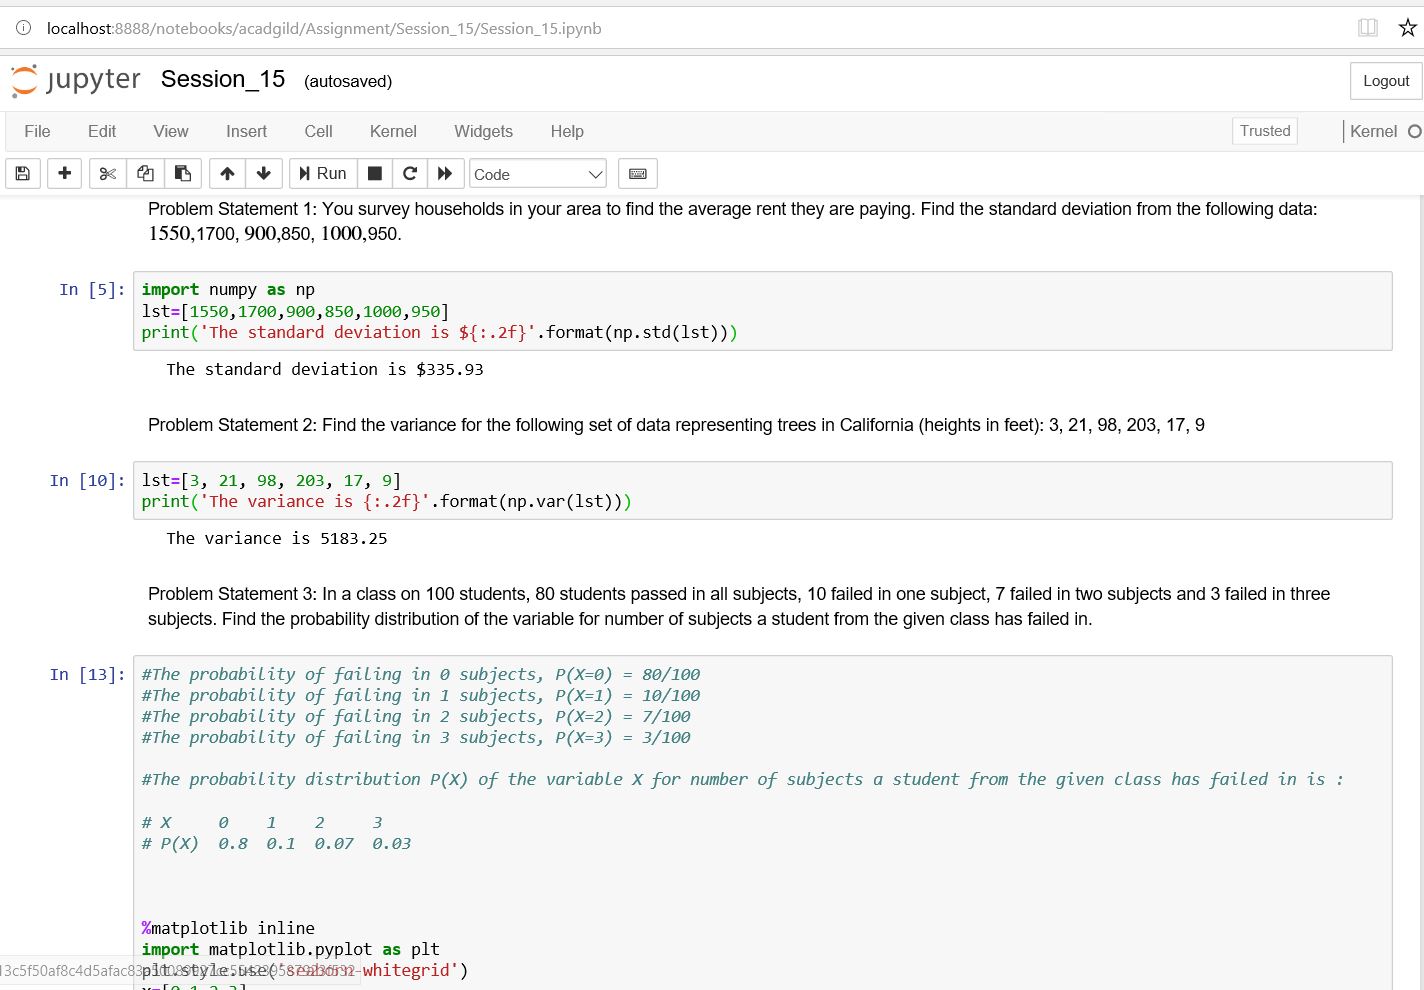 localhost:8888/notebooks/acadgild/Assignment/Session_15/Session_15.ipynb
jupyter Session_15 (autosaved)
Logout
File Edit View Insert Cell Kernel Widgets Help
Trusted
Kernel
Run
Code
Problem Statement 1: You survey households in your area to find the average rent they are paying. Find the standard deviation from the following data:
1550,1700, 900,850, 1000,950.
In [5]:
import numpy as np
lst=[1550,1700,900,850,1000,950]
print('The standard deviation is ${:.2f}'.format(np.std(lst)))
The standard deviation is $335.93
Problem Statement 2: Find the variance for the following set of data representing trees in California (heights in feet): 3, 21, 98, 203, 17, 9
In [10]:
lst=[3, 21, 98, 203, 17, 9]
print('The variance is {:.2f}'.format(np.var(lst)))
The variance is 5183.25
Problem Statement 3: In a class on 100 students, 80 students passed in all subjects, 10 failed in one subject, 7 failed in two subjects and 3 failed in three
subjects. Find the probability distribution of the variable for number of subjects a student from the given class has failed in.
In [13]:
#The probability of failing in 0 subjects, P(X=0) = 80/100
#The probability of failing in 1 subjects, P(X=1) = 10/100
#The probability of failing in 2 subjects, P(X=2) = 7/100
#The probability of failing in 3 subjects, P(X=3) = 3/100
#The probability distribution P(X) of the variable X for number of subjects a student from the given class has failed in is :
# X 0 1 2 3
# P(X) 0.8 0.1 0.07 0.03
%matplotlib inline
import matplotlib.pyplot as plt
plt.style.use('seaborn-whitegrid')
x=[0,1,2,3]